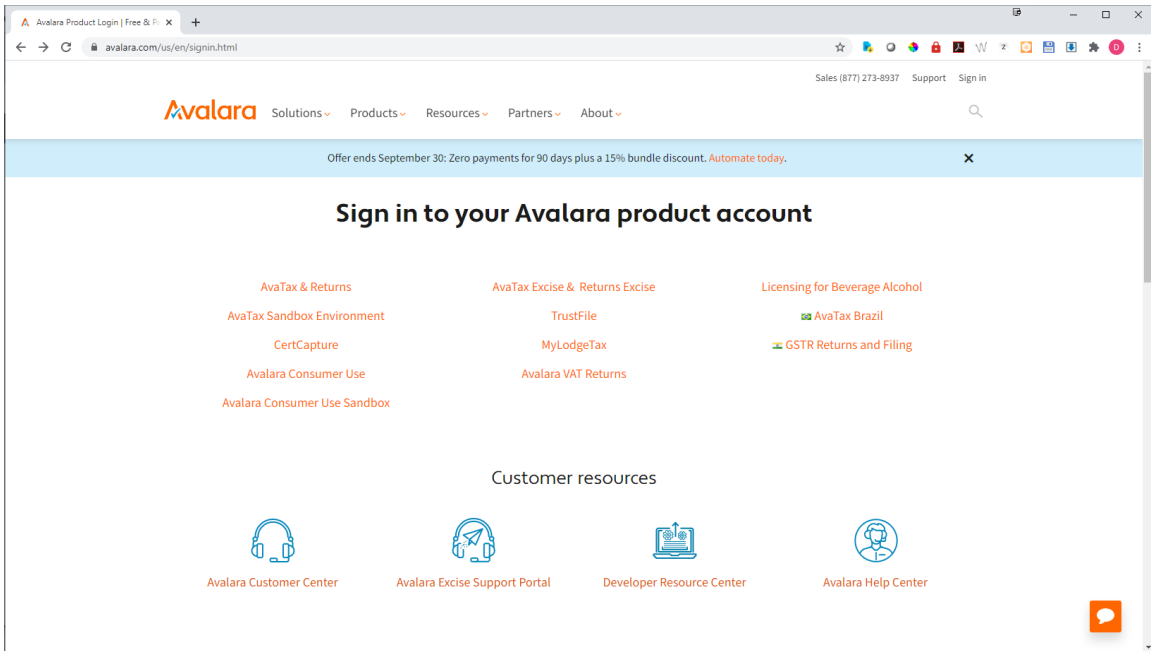 Avalara Product Login | Free & P
avalara.com/us/en/signin.html
D
Sales (877) 273-8937 Support Sign in
Avalara Solutions Products Resources Partners About
Offer ends September 30: Zero payments for 90 days plus a 15% bundle discount. Automate today.
Sign in to your Avalara product account
AvaTax & Returns AvaTax Excise & Returns Excise Licensing for Beverage Alcohol
AvaTax Sandbox Environment TrustFile AvaTax Brazil
CertCapture MyLodgeTax GSTR Returns and Filing
Avalara Consumer Use Avalara VAT Returns
Avalara Consumer Use Sandbox
Customer resources
Avalara Customer Center Avalara Excise Support Portal Developer Resource Center Avalara Help Center